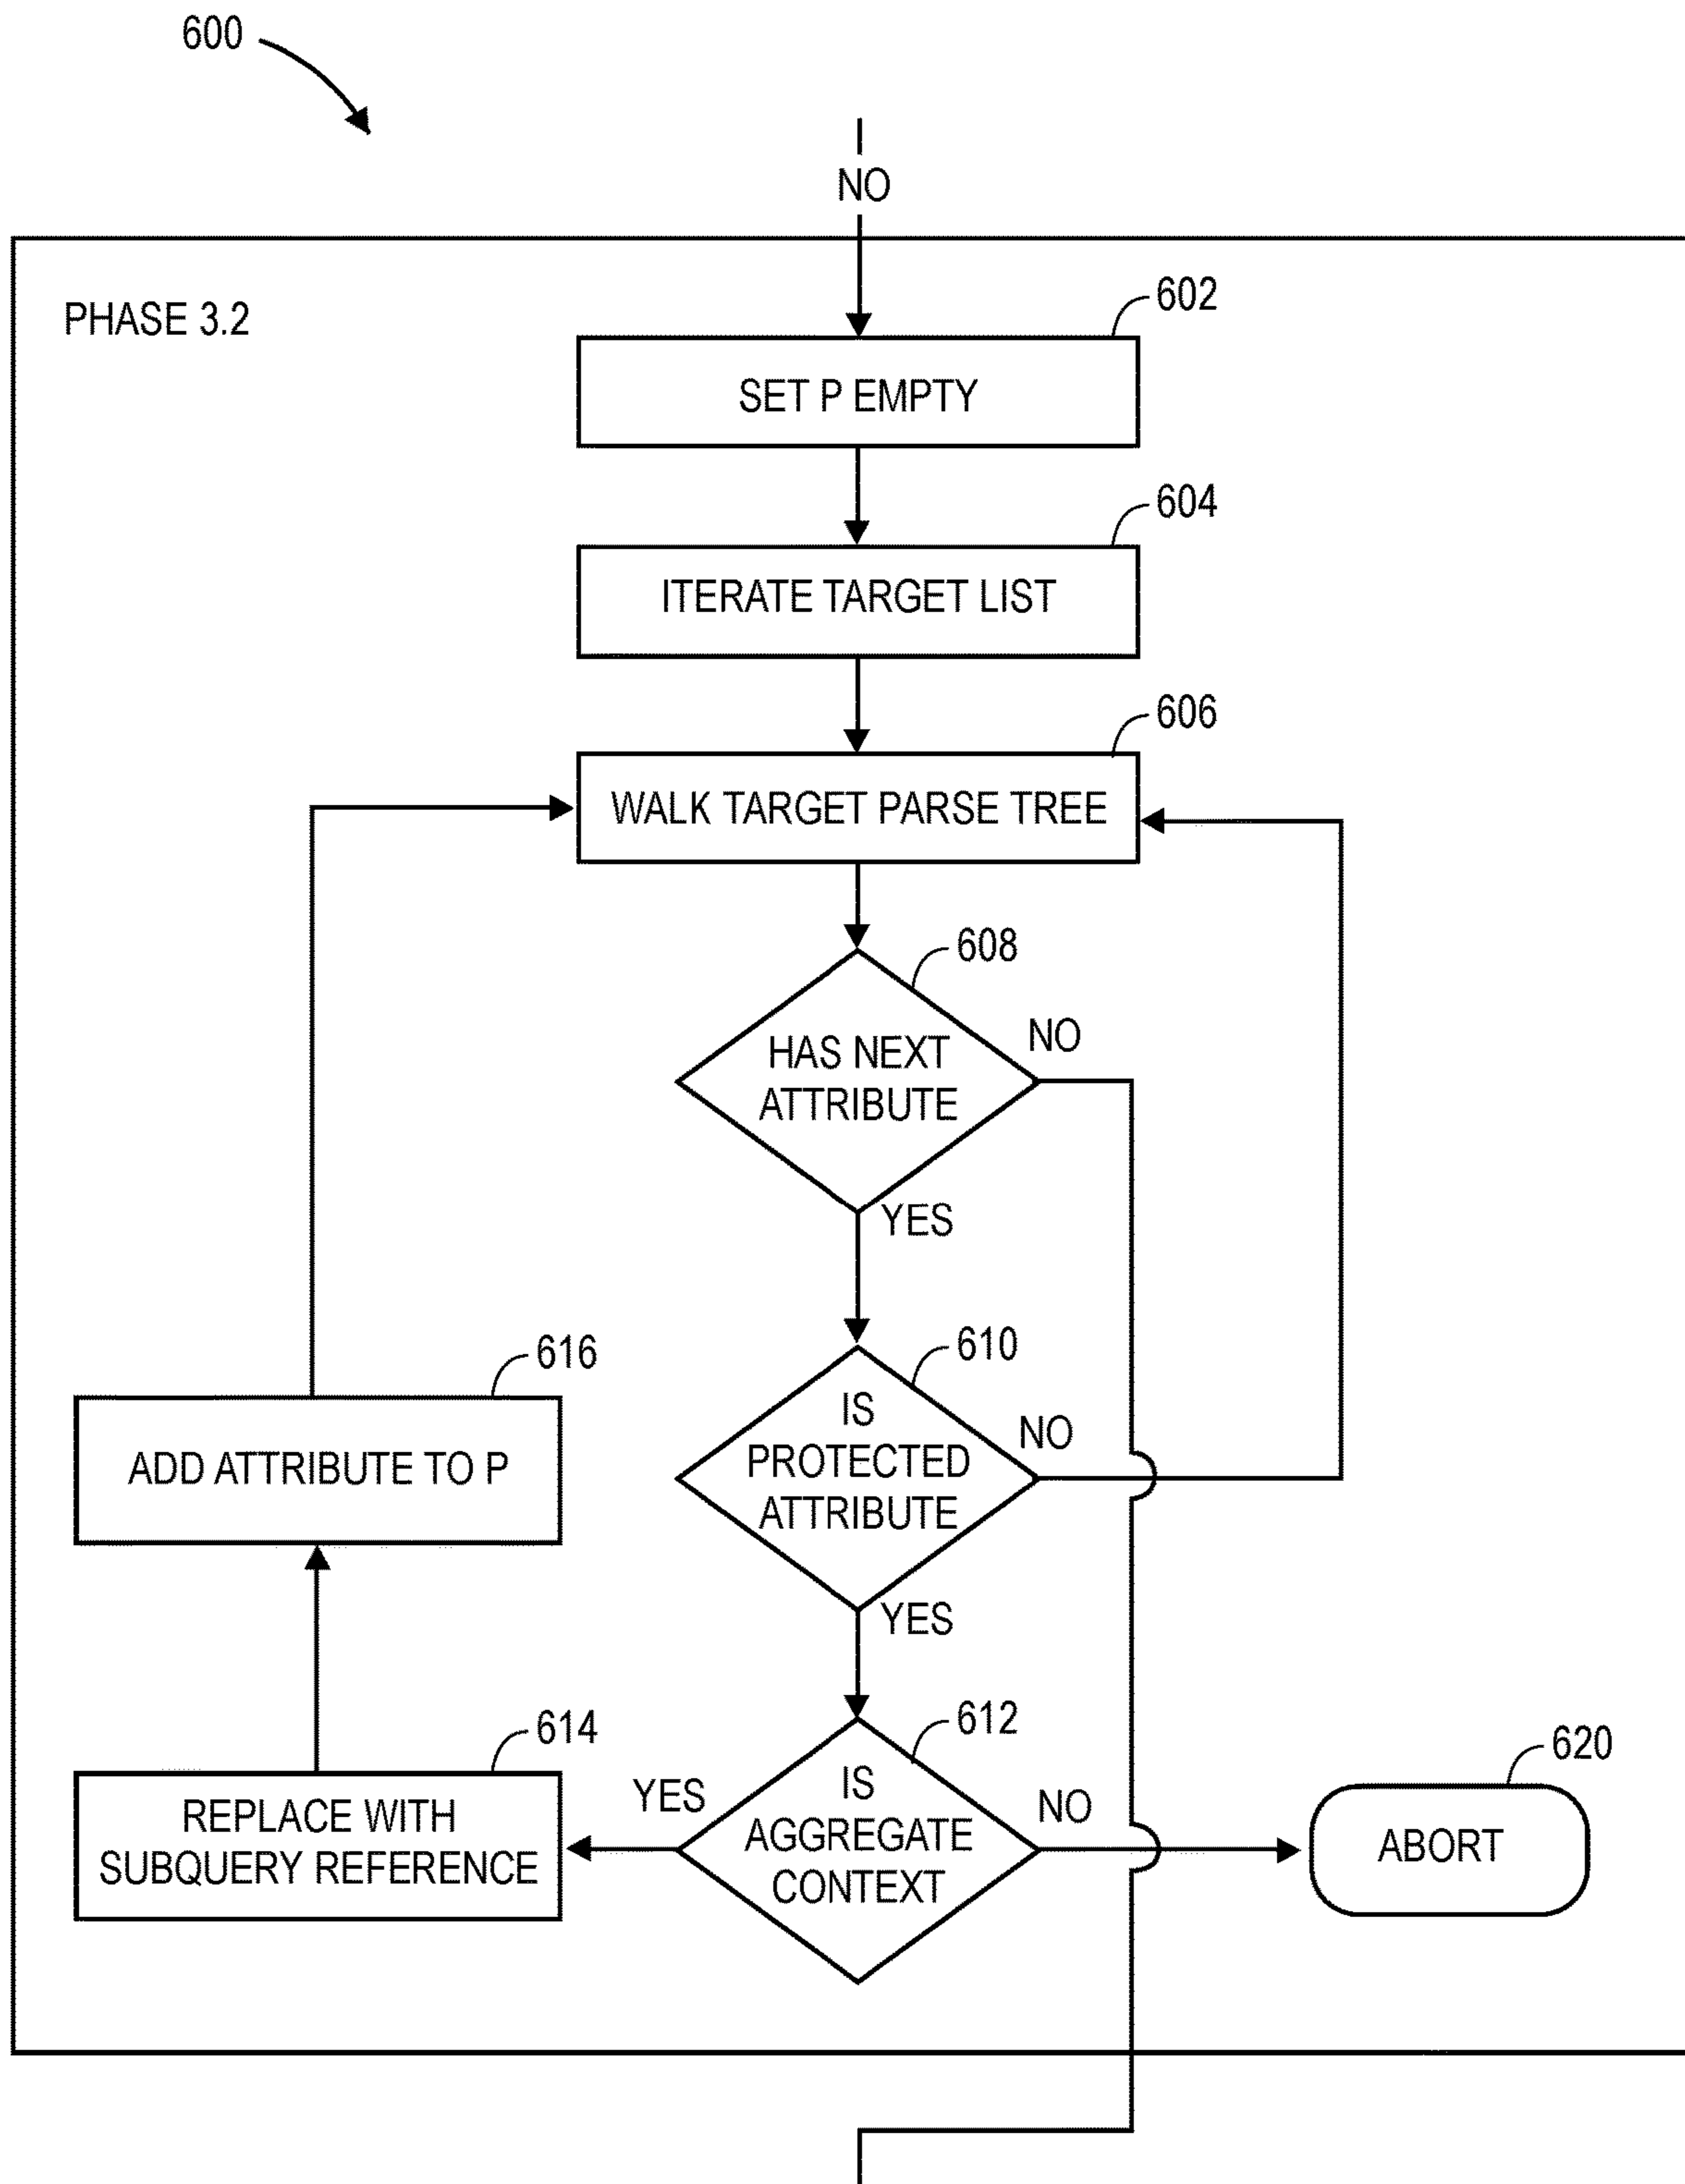 600
NO
PHASE 3.2
602
SET P EMPTY
604
ITERATE TARGET LIST
606
WALK TARGET PARSE TREE
608
HAS NEXT
ATTRIBUTE
NO
YES
610
IS
PROTECTED
ATTRIBUTE
NO
YES
616
ADD ATTRIBUTE TO P
612
IS
AGGREGATE
CONTEXT
YES
NO
614
REPLACE WITH
SUBQUERY REFERENCE
620
ABORT